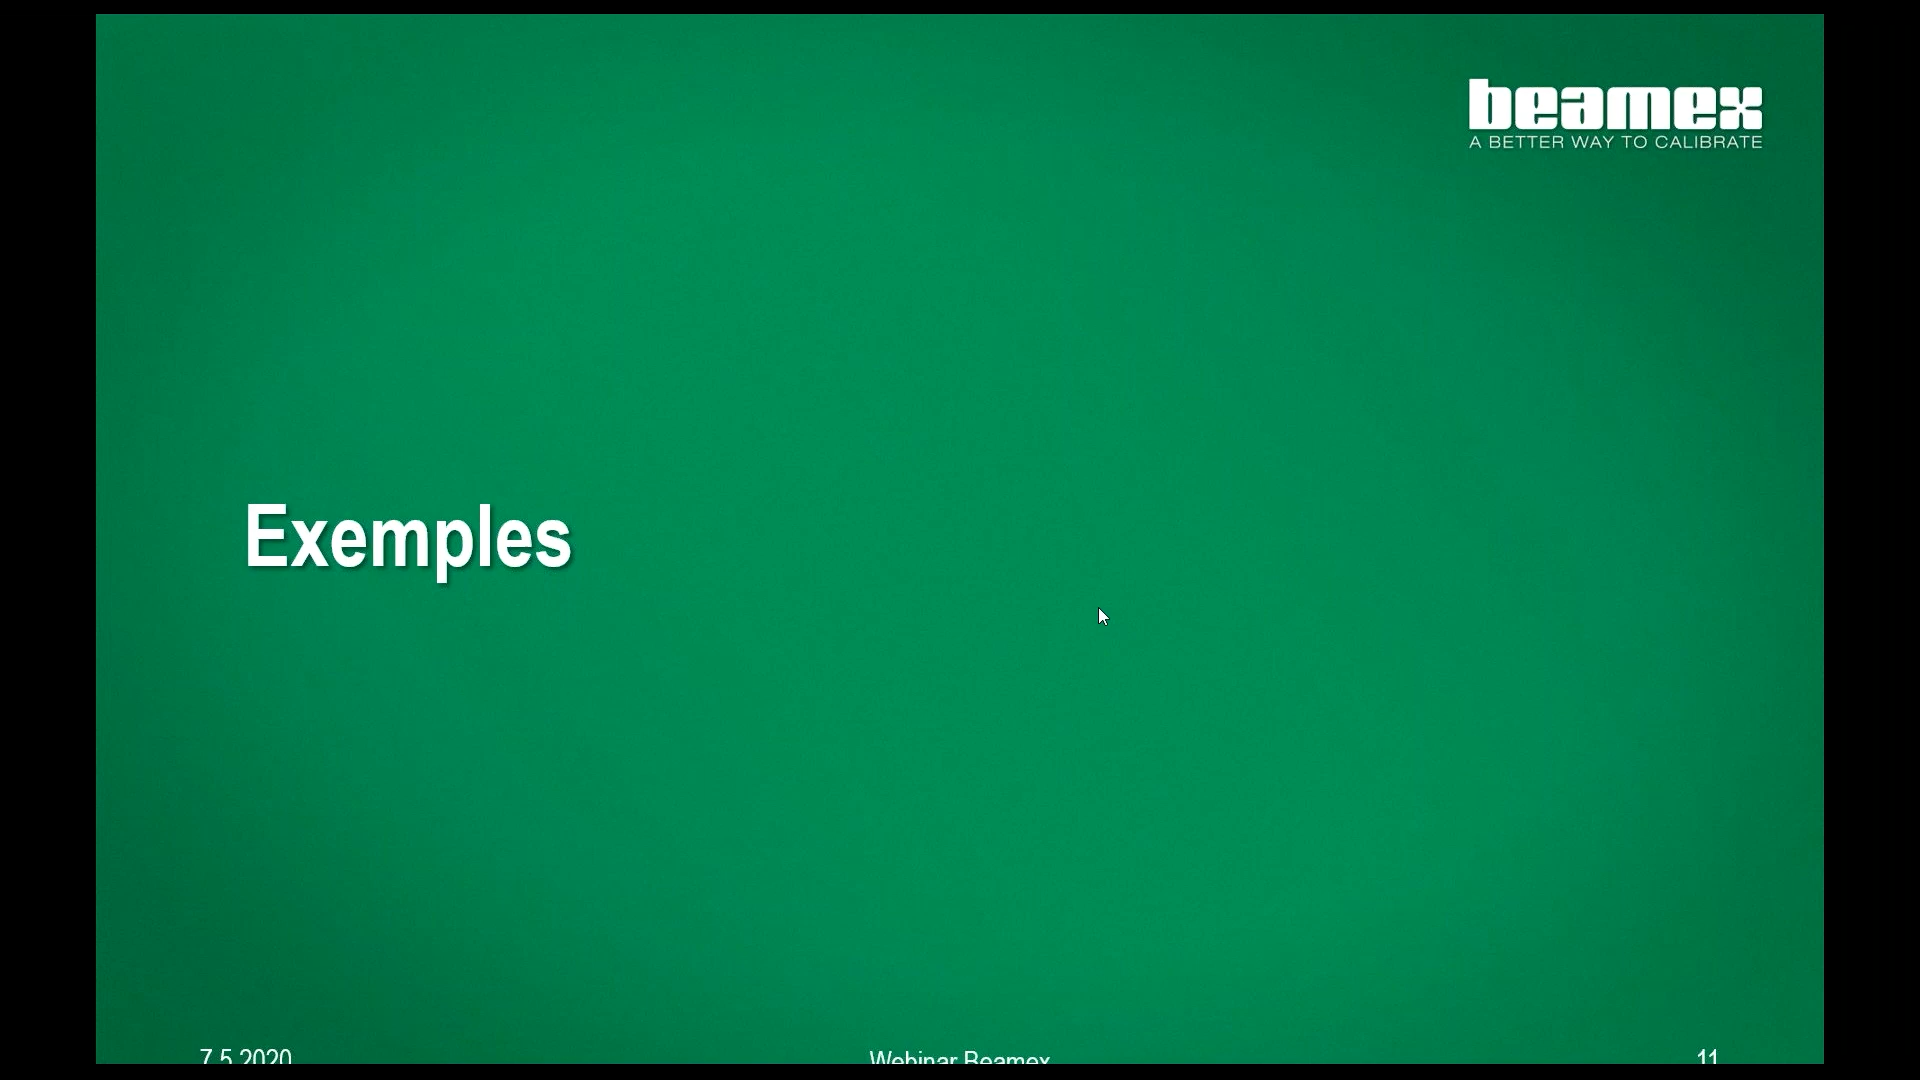 beamex
A BETTER WAY TO CALIBRATE
Exemples
7.5.2020
Webinar Beamex
11